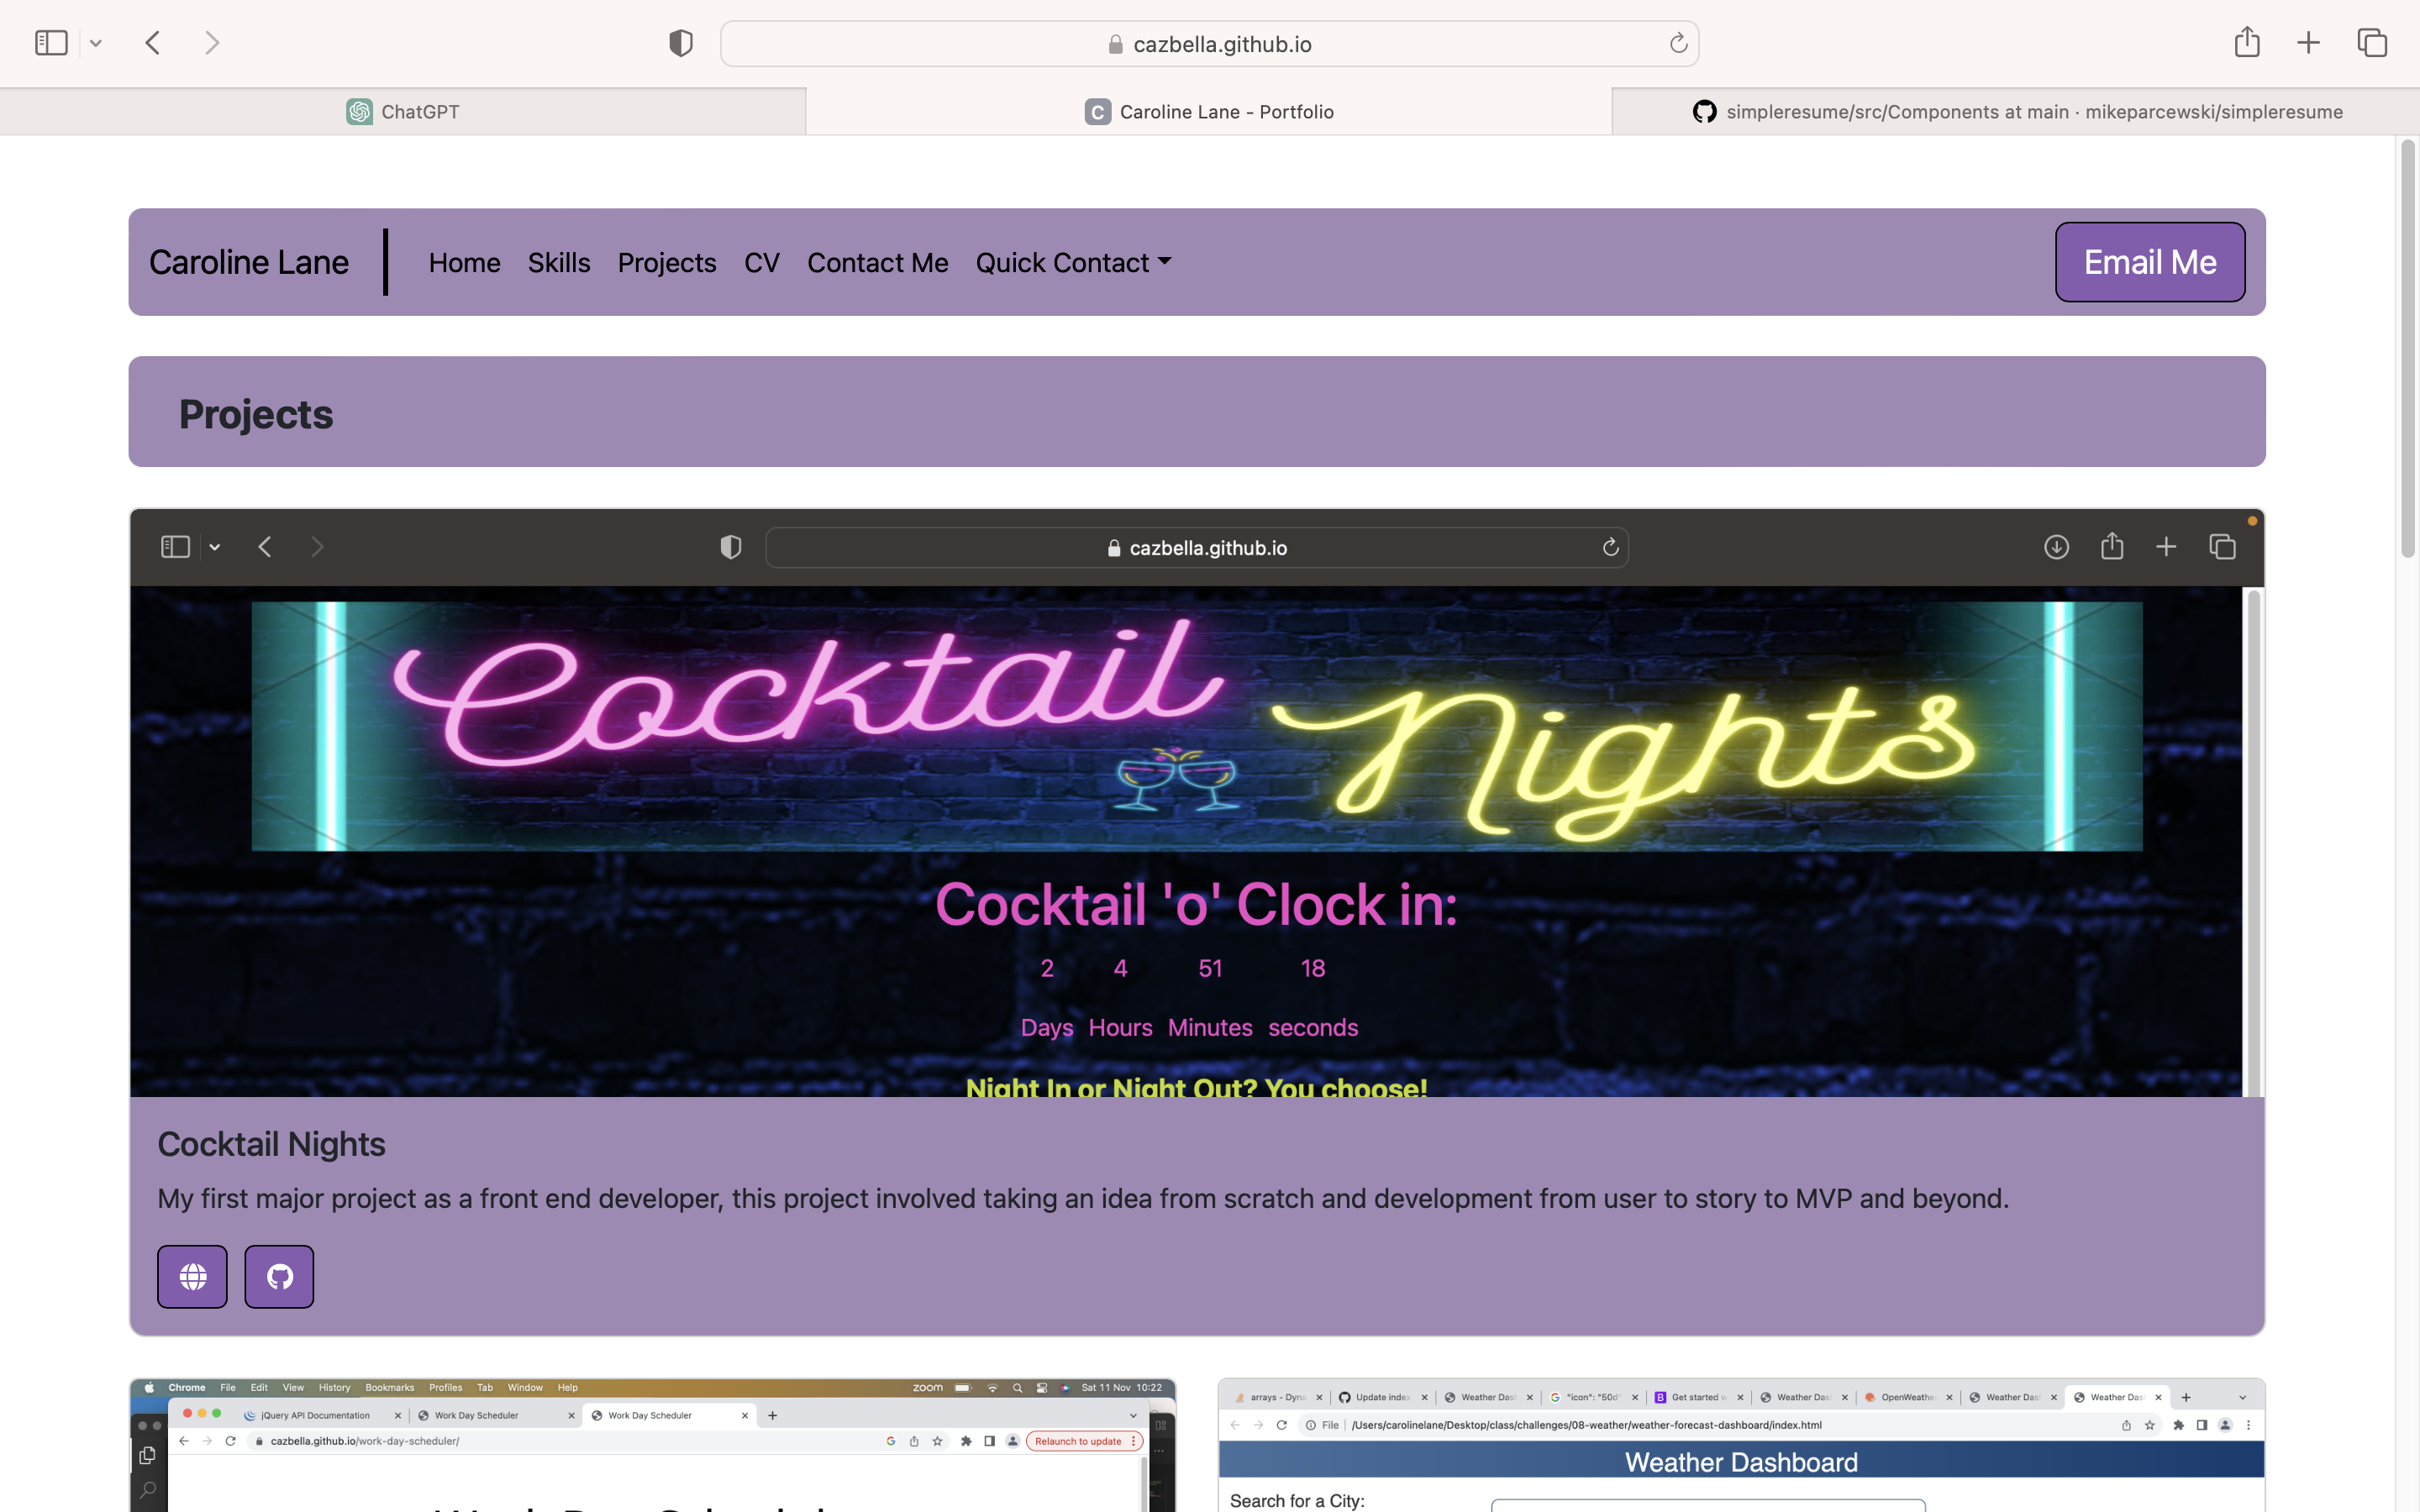 cazbella.github.io
ChatGPT
C Caroline Lane - Portfolio
simpleresume/src/Components at main · mikeparcewski/simpleresume
Caroline Lane Home Skills Projects CV Contact Me Quick Contact Email Me
Projects
cazbella.github.io
Cocktail Nights
Cocktail 'o' Clock in:
2 4 51 18
Days Hours Minutes seconds
Night In or Night Out? You choose!
Cocktail Nights
My first major project as a front end developer, this project involved taking an idea from scratch and development from user to story to MVP and beyond.
Chrome File Edit View History Bookmarks Profiles Tab Window Help zoom Sat 11 Nov 10:22
jQuery API Documentation Work Day Scheduler Work Day Scheduler
cazbella.github.io/work-day-scheduler/ G Relaunch to update
arrays - Dyna Update index Weather Das G "icon": "50d" B Get started w Weather Das OpenWeathe Weather Das Weather Das
File /Users/carolinelane/Desktop/class/challenges/08-weather/weather-forecast-dashboard/index.html
Weather Dashboard
Search for a City: